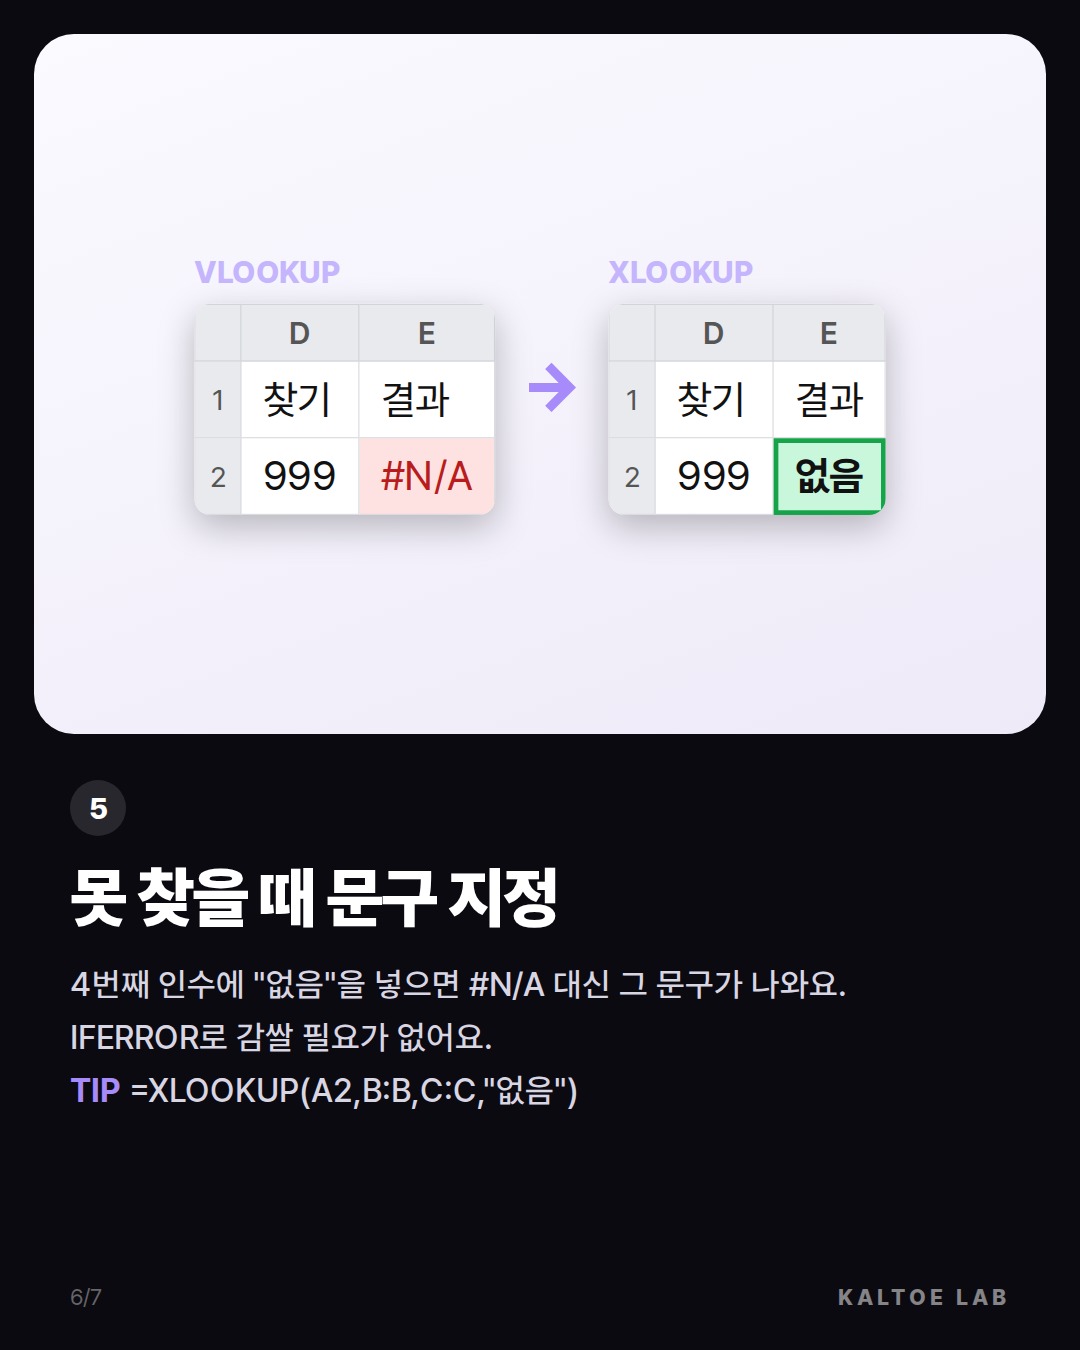 VLOOKUP
D E
1 찾기 결과
2 999 #N/A
XLOOKUP
D E
1 찾기 결과
2 999 없음
5
못 찾을 때 문구 지정
4번째 인수에 "없음"을 넣으면 #N/A 대신 그 문구가 나와요.
IFERROR로 감쌀 필요가 없어요.
TIP =XLOOKUP(A2,B:B,C:C,"없음")
6/7
KALTOE LAB